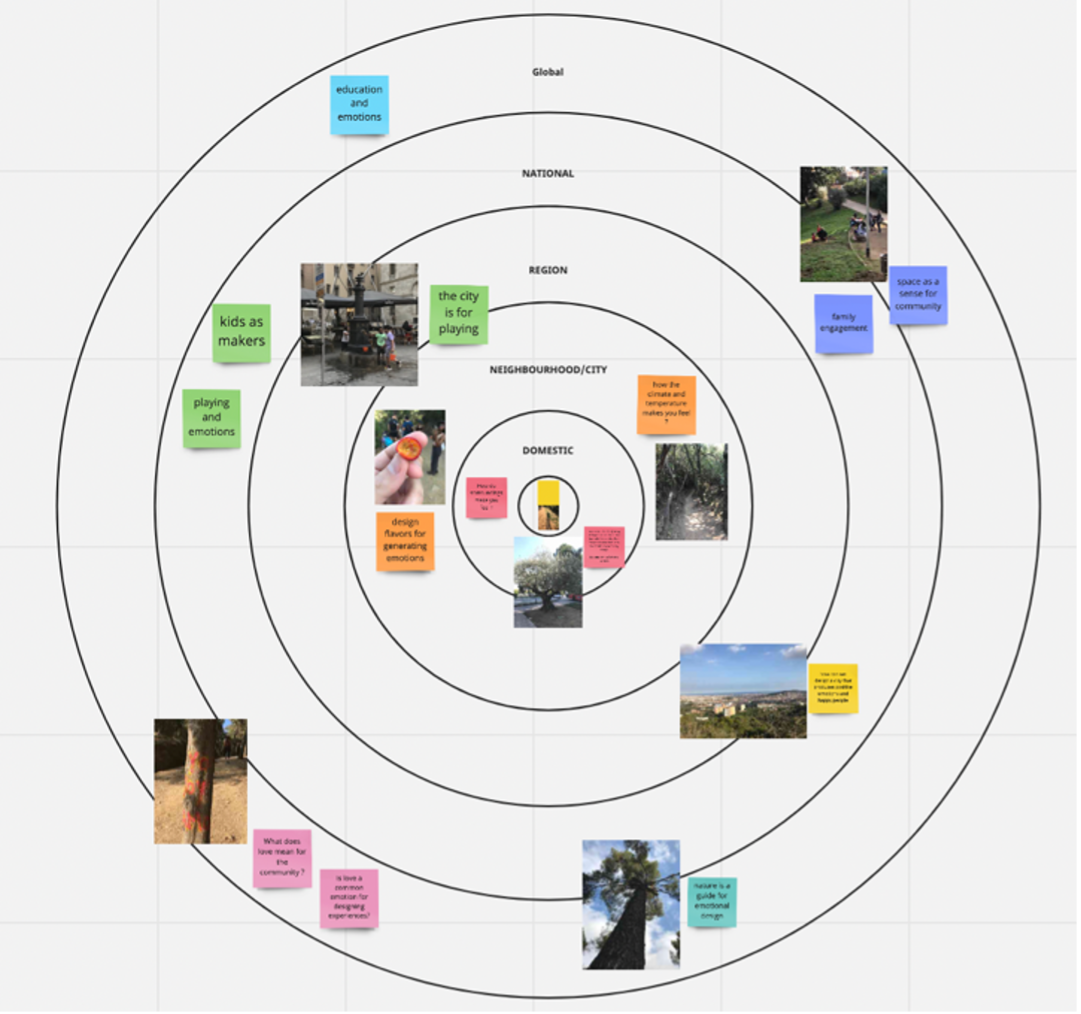 Global
education
and
emotions
NATIONAL
REGION
space as a
sense for
community
the city
is for
playing
family
engagement
kids as
makers
NEIGHBOURHOOD/CITY
how the
climate and
temperature
makes you feel
?
playing
and
emotions
DOMESTIC
design
flavors for
generating
emotions
What does
love mean for
the
community ?
is love a
common
emotion for
designing
experiences?
nature is a
guide for
emotional
design